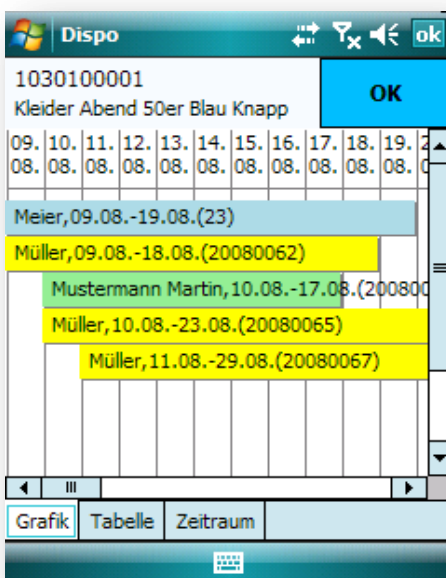 Dispo
ok
1030100001
Kleider Abend 50er Blau Knapp
OK
09. 10. 11. 12. 13. 14. 15. 16. 17. 18. 19. 2
08. 08. 08. 08. 08. 08. 08. 08. 08. 08. 08. 0
Meier,09.08.-19.08.(23)
Müller,09.08.-18.08.(20080062)
Mustermann Martin,10.08.-17.08.(200800
Müller,10.08.-23.08.(20080065)
Müller,11.08.-29.08.(20080067)
Grafik Tabelle Zeitraum